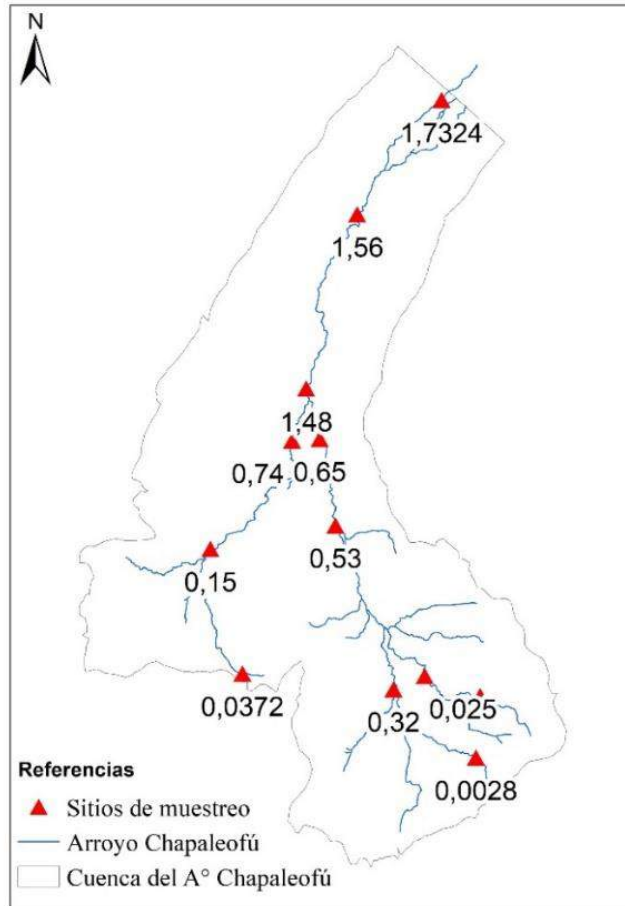 N
1,7324
1,56
1,48
0,74
0,65
0,53
0,15
0,0372
0,32
0,025
0,0028
Referencias
Sitios de muestreo
Arroyo Chapaleofú
Cuenca del A° Chapaleofú